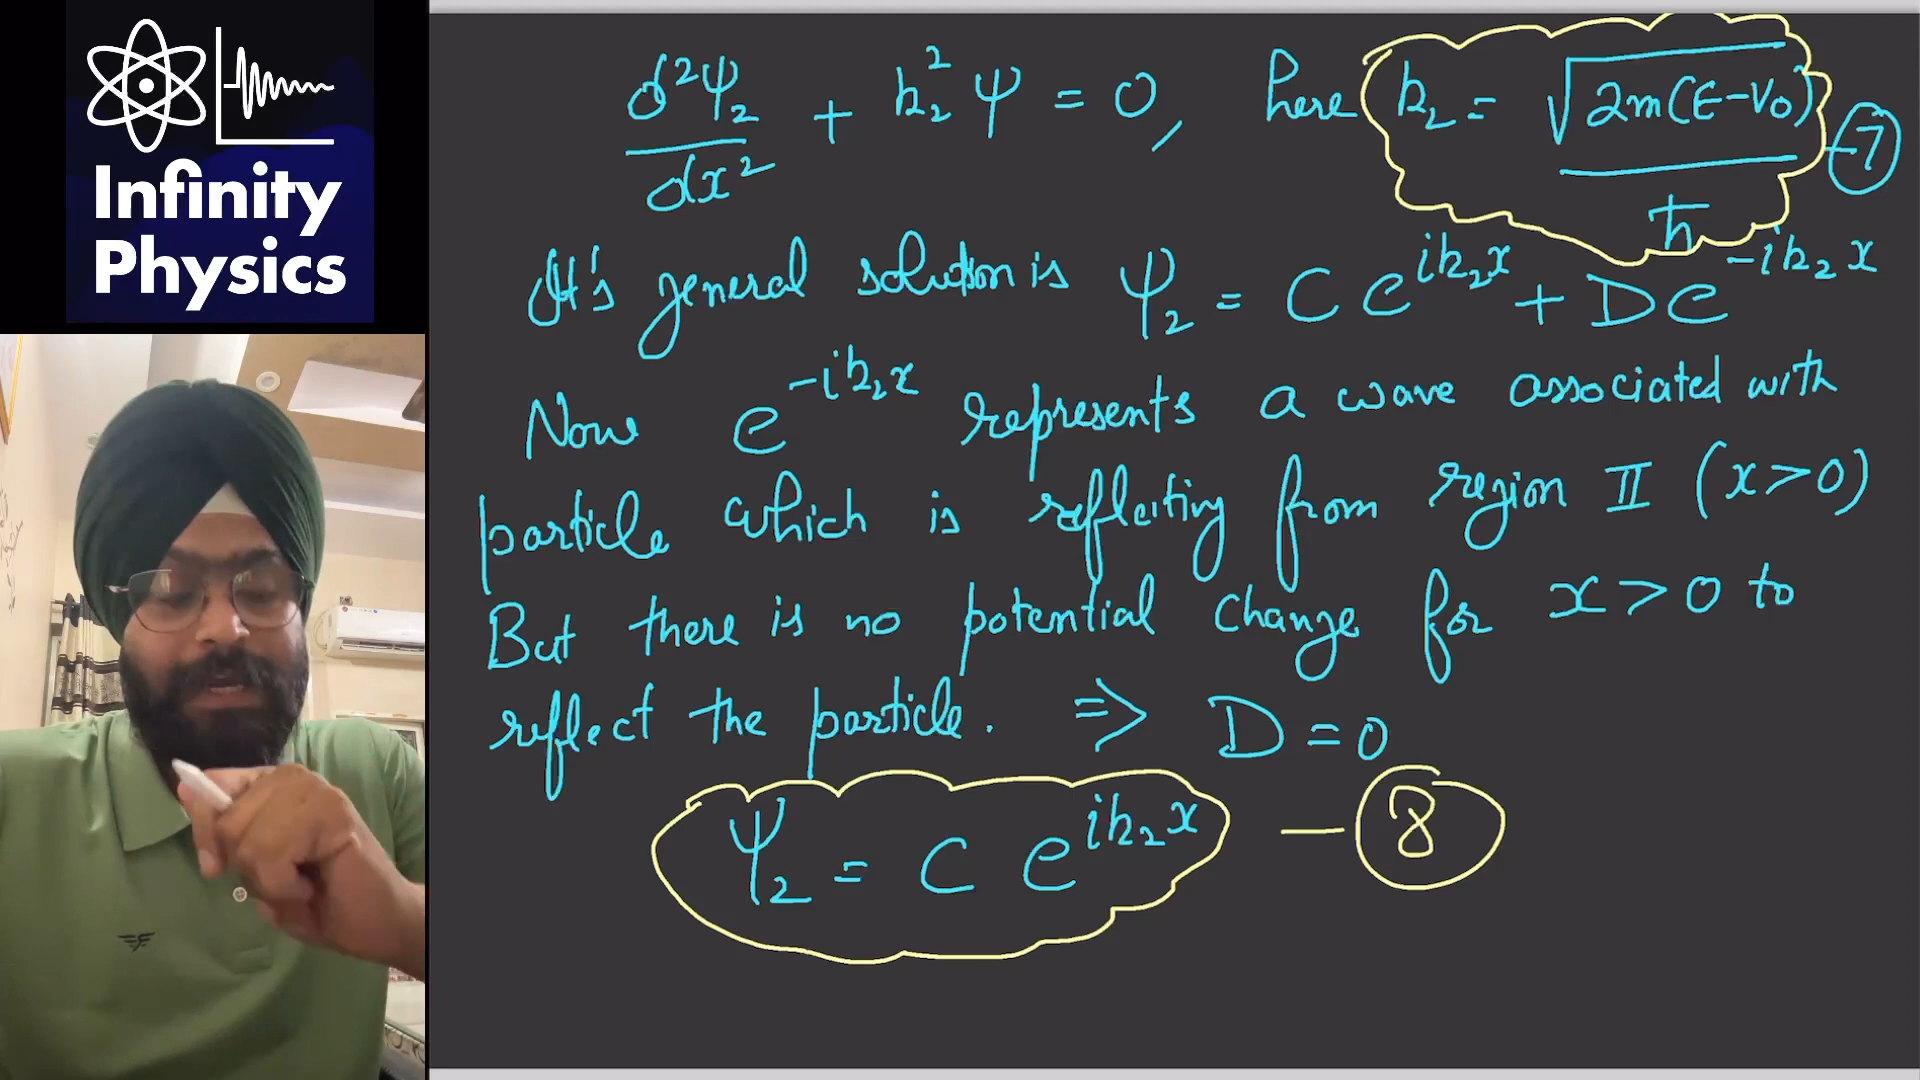 Infinity
Physics
d²ψ₂/dx² + k₂² ψ = 0, here k₂ = √2m(E-V₀)/ħ - 7
It's general solution is ψ₂ = C e^{ik₂x} + D e^{-ik₂x}
Now e^{-ik₂x} represents a wave associated with
particle which is reflecting from region II (x>0)
But there is no potential change for x > 0 to
reflect the particle. => D = 0
ψ₂ = C e^{ik₂x} — 8